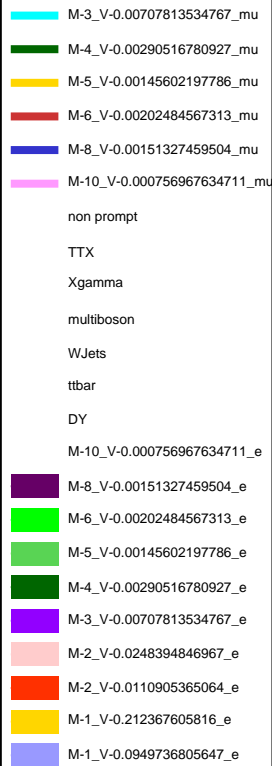 M-3_V-0.00707813534767_mu
M-4_V-0.00290516780927_mu
M-5_V-0.00145602197786_mu
M-6_V-0.00202484567313_mu
M-8_V-0.00151327459504_mu
M-10_V-0.000756967634711_mu
non prompt
TTX
Xgamma
multiboson
WJets
ttbar
DY
M-10_V-0.000756967634711_e
M-8_V-0.00151327459504_e
M-6_V-0.00202484567313_e
M-5_V-0.00145602197786_e
M-4_V-0.00290516780927_e
M-3_V-0.00707813534767_e
M-2_V-0.0248394846967_e
M-2_V-0.0110905365064_e
M-1_V-0.212367605816_e
M-1_V-0.0949736805647_e